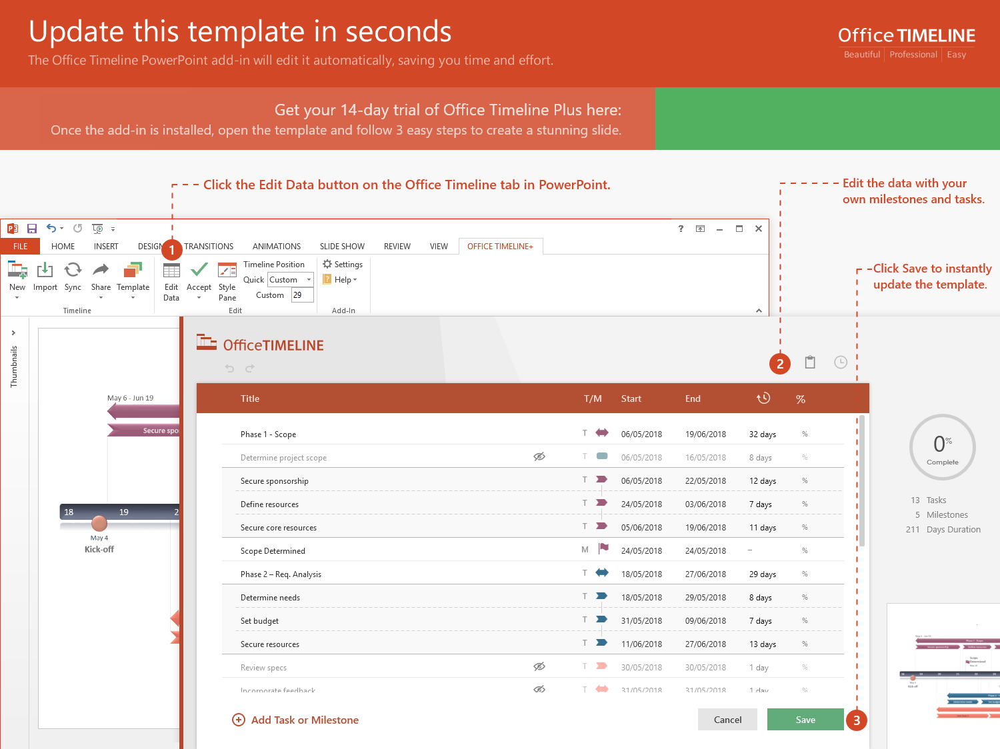 Update this template in seconds
The Office Timeline PowerPoint add-in will edit it automatically, saving you time and effort.
Office TIMELINE
Beautiful Professional Easy
Get your 14-day trial of Office Timeline Plus here:
Once the add-in is installed, open the template and follow 3 easy steps to create a stunning slide.
Click the Edit Data button on the Office Timeline tab in PowerPoint.
Edit the data with your
own milestones and tasks.
Click Save to instantly
update the template.
?
FILE HOME INSERT DESIGN 1 TRANSITIONS ANIMATIONS SLIDE SHOW REVIEW VIEW OFFICE TIMELINE+
New Import Sync Share Template
Timeline
Edit Data Accept Style Pane
Timeline Position
Quick Custom
Custom 29
Edit
Settings
Help
Add-In
Thumbnails
May 6 - Jun 19
Secure spo
18 19 2
May 4
Kick-off
OfficeTIMELINE
2
Title T/M Start End %
Phase 1 - Scope T 06/05/2018 19/06/2018 32 days %
Determine project scope T 06/05/2018 16/05/2018 8 days %
Secure sponsorship T 06/05/2018 22/05/2018 12 days %
Define resources T 24/05/2018 03/06/2018 7 days %
Secure core resources T 05/06/2018 19/06/2018 11 days %
Scope Determined M 24/05/2018 24/05/2018 – %
Phase 2 – Req. Analysis T 18/05/2018 27/06/2018 29 days %
Determine needs T 18/05/2018 29/05/2018 8 days %
Set budget T 31/05/2018 09/06/2018 7 days %
Secure resources T 11/06/2018 27/06/2018 13 days %
Review specs T 30/05/2018 30/05/2018 1 day %
Incorporate feedback T 31/05/2018 31/05/2018 1 day %
Add Task or Milestone
Cancel
Save
3
0%
Complete
13 Tasks
5 Milestones
211 Days Duration